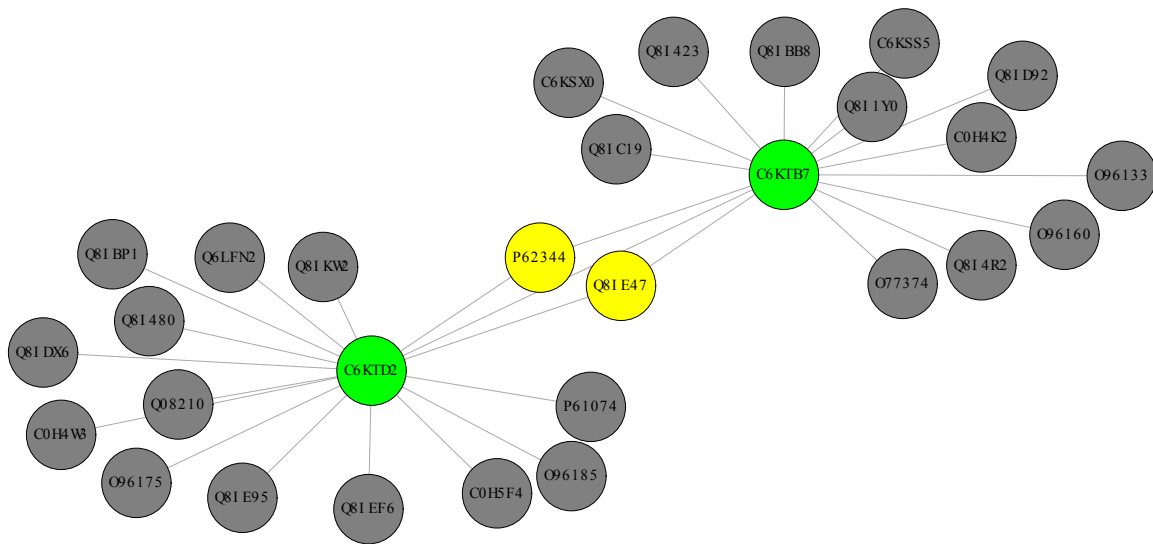 C6KSS5
Q8I423
Q8IBB8
Q8ID92
C6KSX0
Q8I1Y0
C0H4K2
Q8IC19
C6KTB7
O96133
O96160
Q8IBP1
Q6LFN2
P62344
Q8IKW2
Q8I4R2
Q8IE47
O77374
Q8I480
Q8IDX6
C6KTD2
Q08210
P61074
C0H4W3
O96175
O96185
Q8IE95
C0H5F4
Q8IEF6